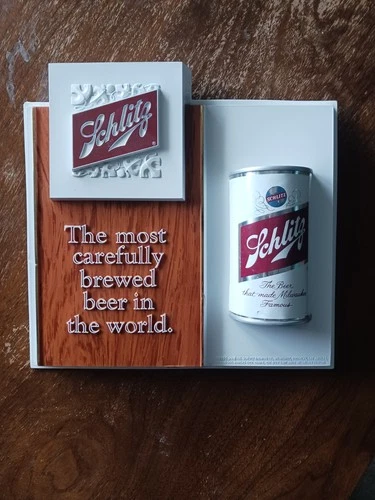 Schlitz
The most
carefully
brewed
beer in
the world.
SCHLITZ
Schlitz
The Beer
that made Milwaukee
Famous